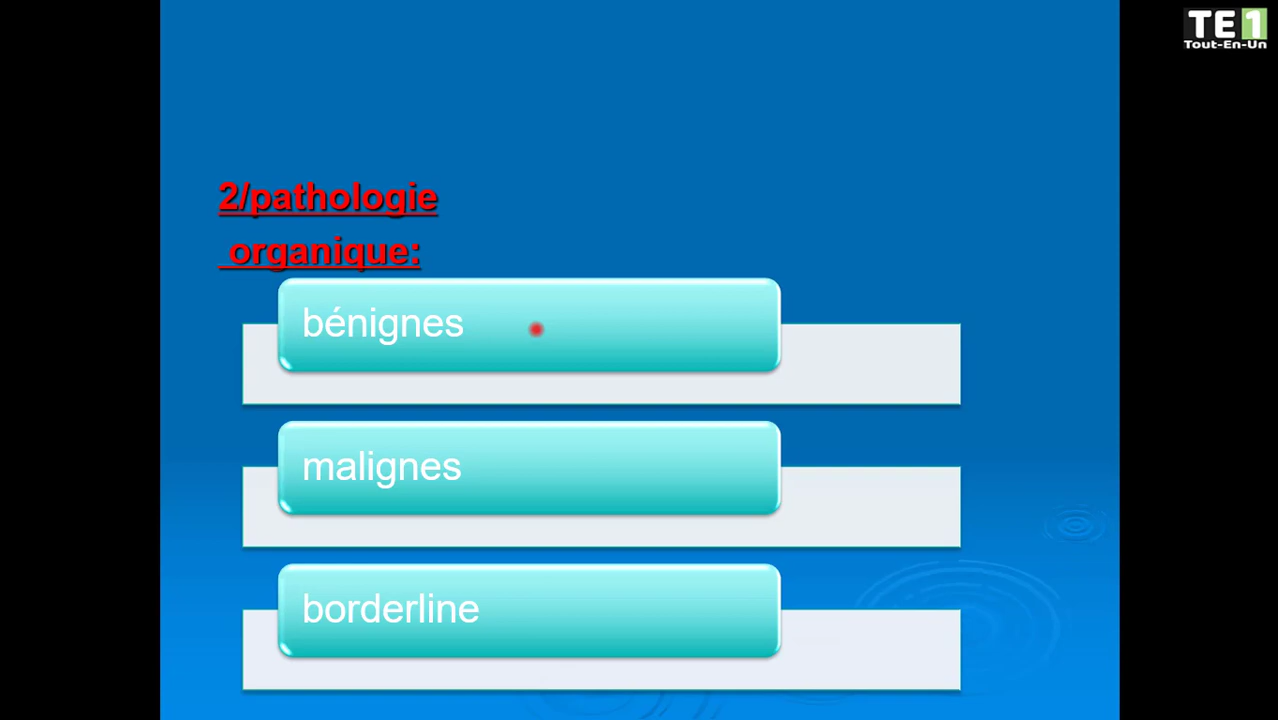 TE1
Tout-En-Un
2/pathologie
organique:
bénignes
malignes
borderline